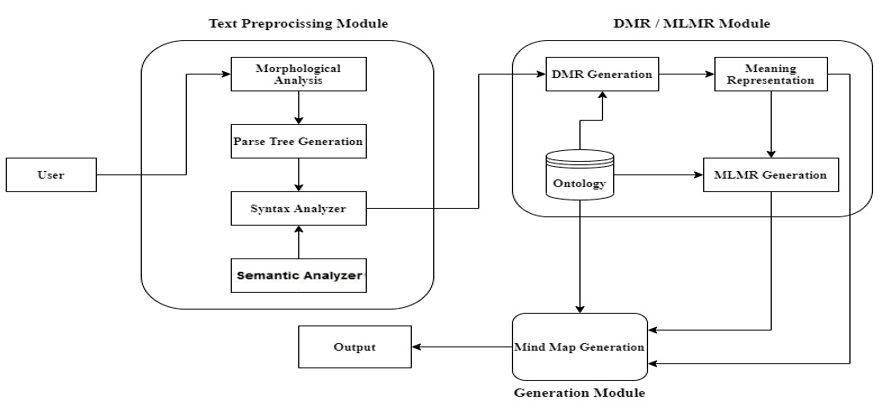 Text Preprocissing Module
DMR / MLMR Module
Morphological
Analysis
DMR Generation
Meaning
Representation
Parse Tree Generation
User
Ontology
MLMR Generation
Syntax Analyzer
Semantic Analyzer
Output
Mind Map Generation
Generation Module